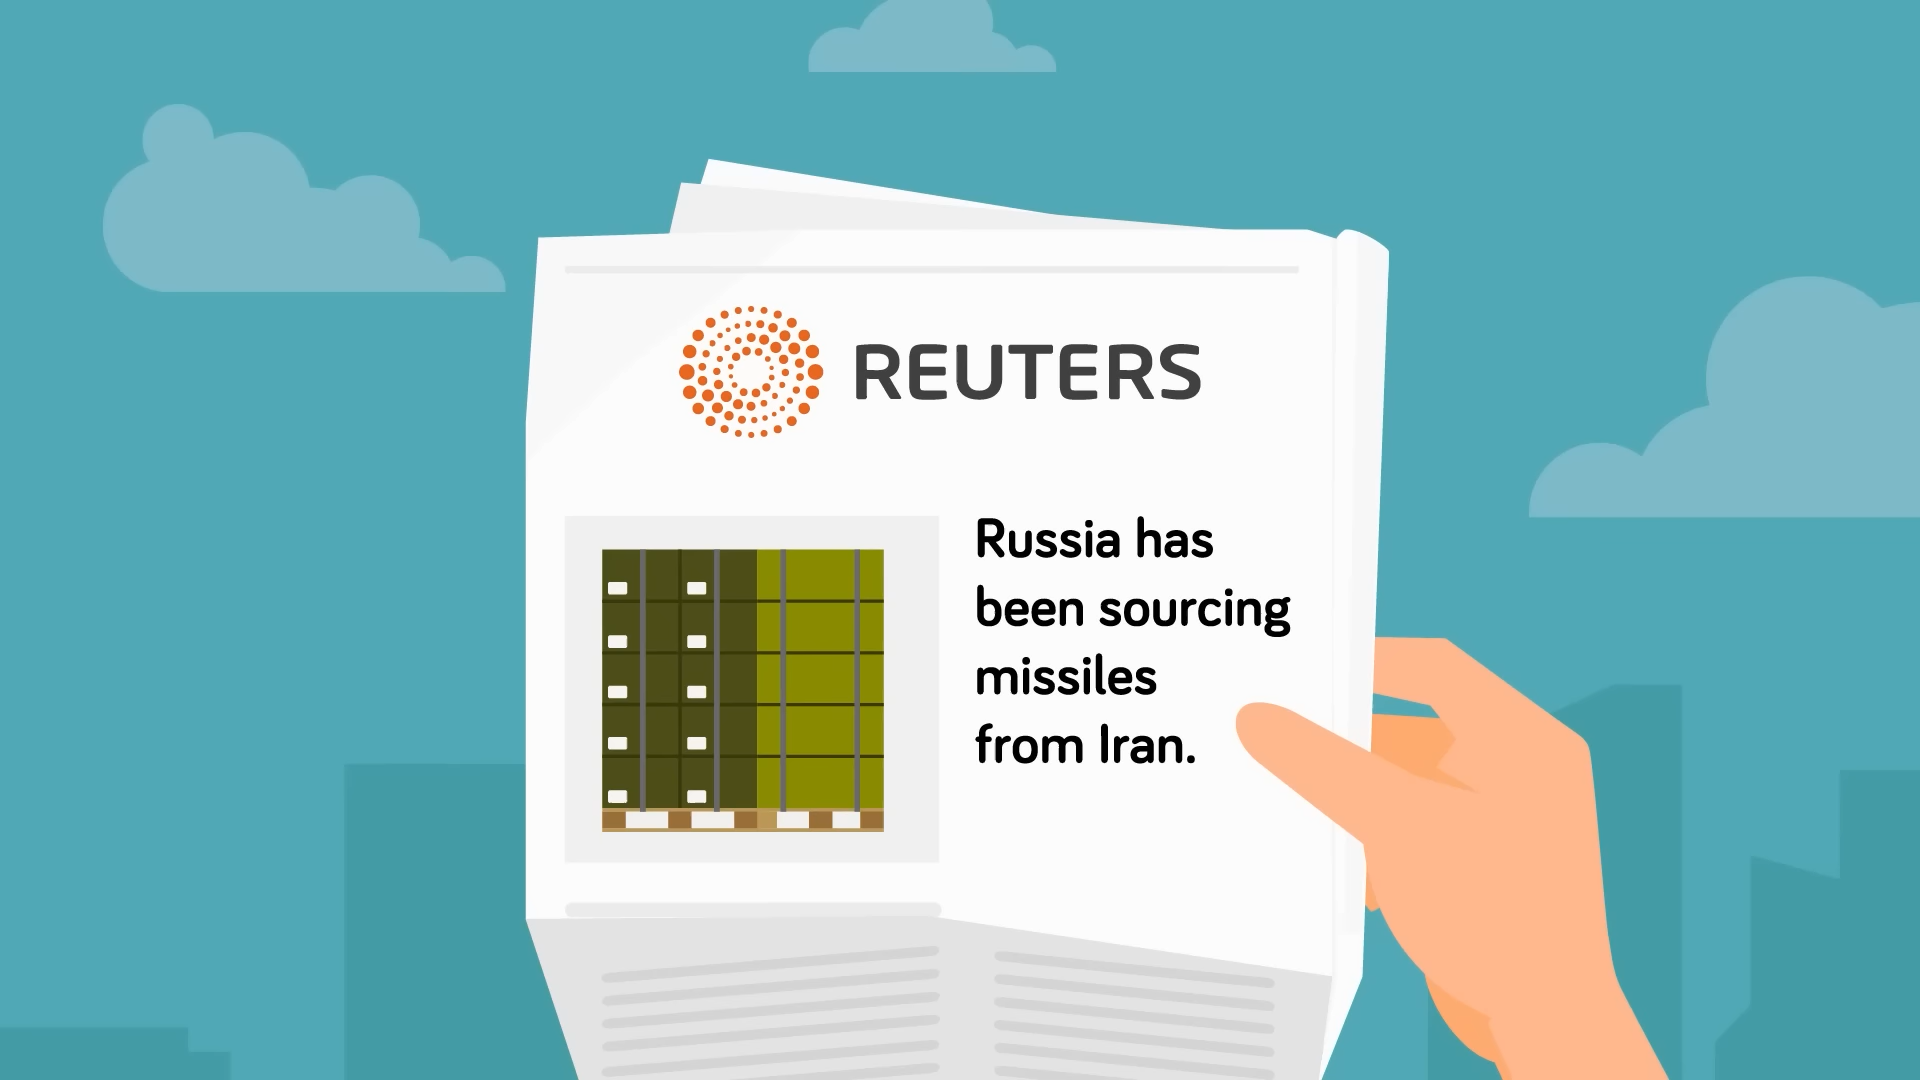 REUTERS
Russia has
been sourcing
missiles
from Iran.